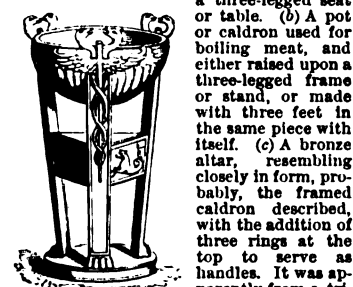 a three-legged seat
or table. (b) A pot
or caldron used for
boiling meat, and
either raised upon a
three-legged frame
or stand, or made
with three feet in
the same piece with
itself. (c) A bronze
altar, resembling
closely in form, pro-
bably, the framed
caldron described,
with the addition of
three rings at the
top to serve as
handles. It was ap-
parently from a tri-